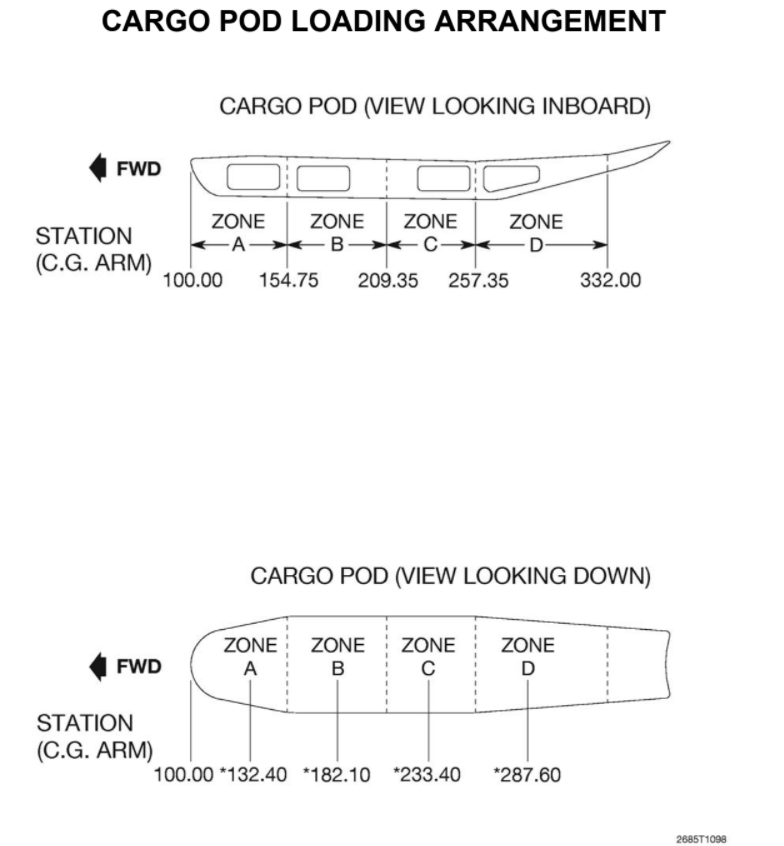 CARGO POD LOADING ARRANGEMENT
CARGO POD (VIEW LOOKING INBOARD)
FWD
STATION
(C.G. ARM)
ZONE A
ZONE B
ZONE C
ZONE D
100.00 154.75 209.35 257.35 332.00
CARGO POD (VIEW LOOKING DOWN)
FWD
ZONE A
ZONE B
ZONE C
ZONE D
STATION
(C.G. ARM)
100.00 *132.40 *182.10 *233.40 *287.60
2685T1098